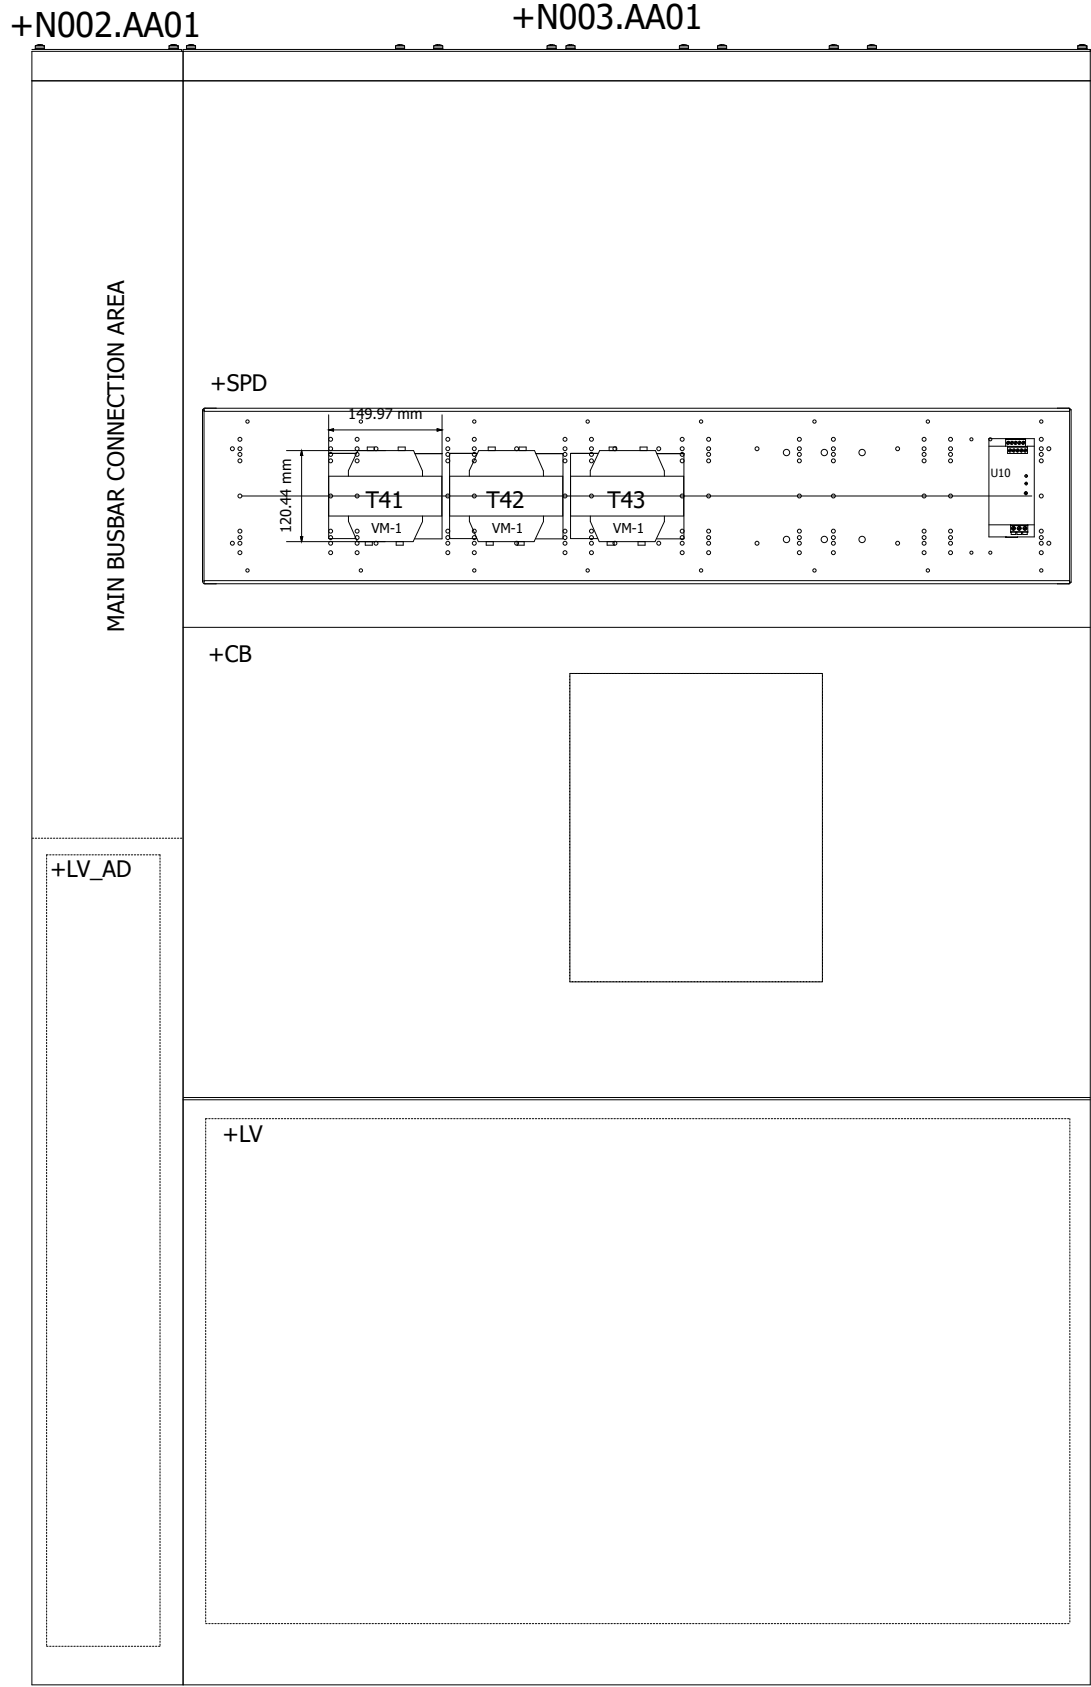 +N002.AA01
+N003.AA01
MAIN BUSBAR CONNECTION AREA
+SPD
149.97 mm
120.44 mm
T41
T42
T43
VM-1
VM-1
VM-1
U10
+CB
+LV_AD
+LV